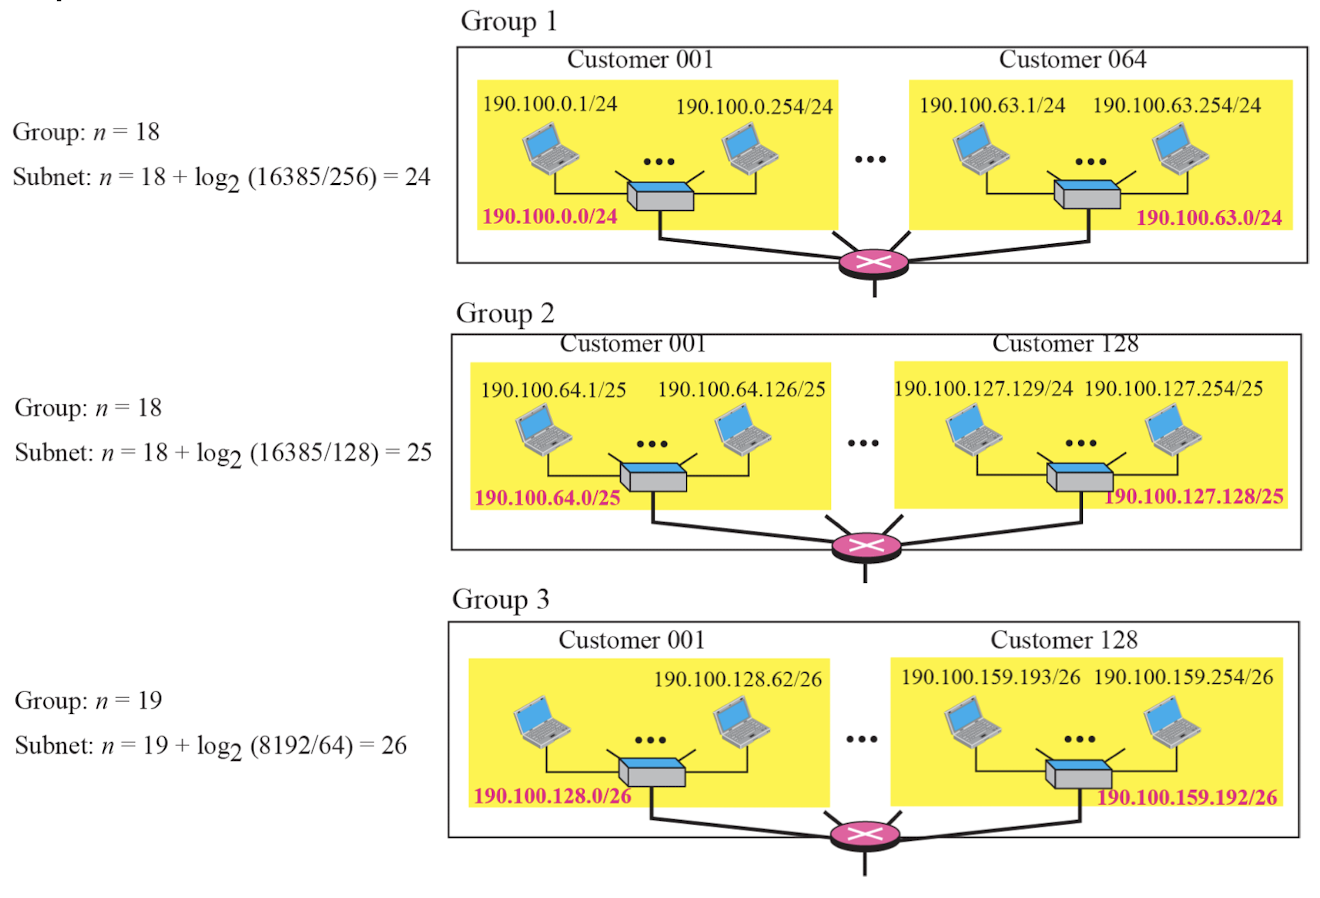 Group 1
Customer 001
Customer 064
190.100.0.1/24
190.100.0.254/24
190.100.63.1/24
190.100.63.254/24
Group: n = 18
Subnet: n = 18 + log2 (16385/256) = 24
190.100.0.0/24
190.100.63.0/24
Group 2
Customer 001
Customer 128
190.100.64.1/25
190.100.64.126/25
190.100.127.129/24
190.100.127.254/25
Group: n = 18
Subnet: n = 18 + log2 (16385/128) = 25
190.100.64.0/25
190.100.127.128/25
Group 3
Customer 001
Customer 128
190.100.128.62/26
190.100.159.193/26
190.100.159.254/26
Group: n = 19
Subnet: n = 19 + log2 (8192/64) = 26
190.100.128.0/26
190.100.159.192/26